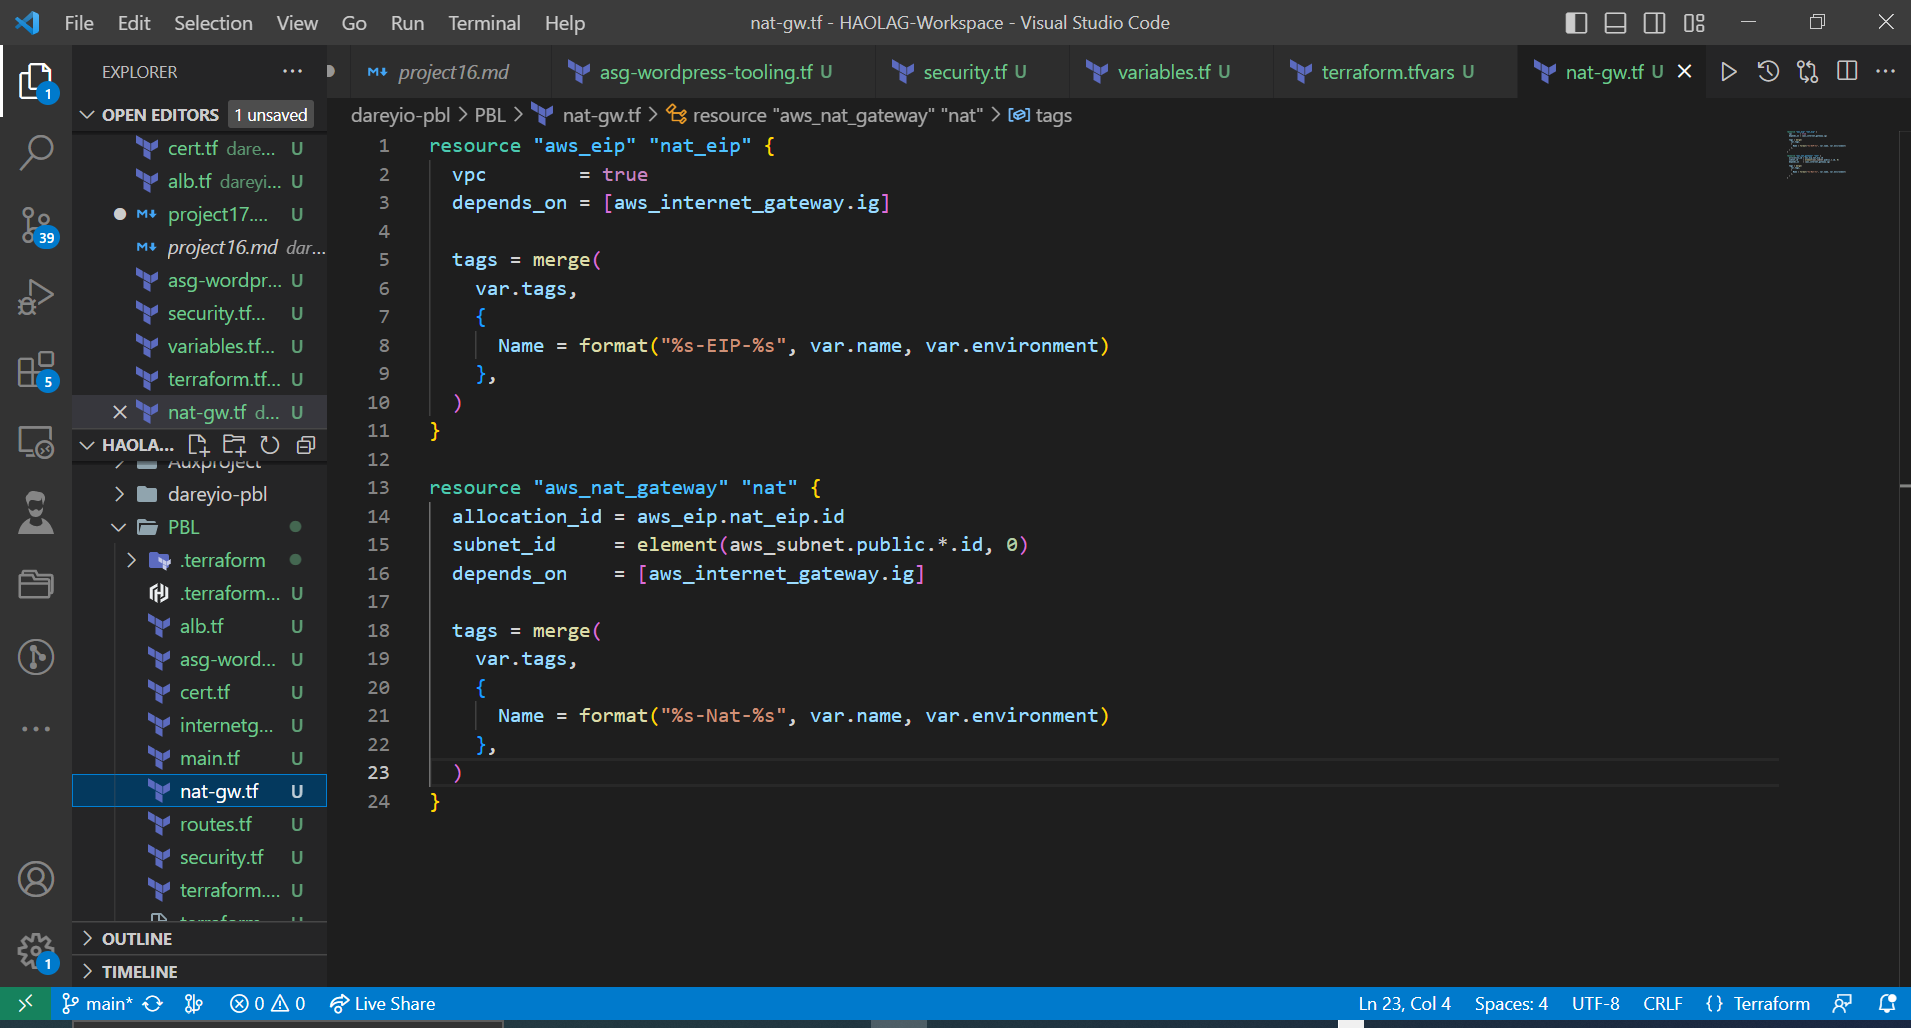 File Edit Selection View Go Run Terminal Help
nat-gw.tf - HAOLAG-Workspace - Visual Studio Code
EXPLORER
project16.md
asg-wordpress-tooling.tf U
security.tf U
variables.tf U
terraform.tfvars U
nat-gw.tf U
OPEN EDITORS 1 unsaved
dareyio-pbl > PBL > nat-gw.tf > resource "aws_nat_gateway" "nat" > tags
cert.tf dare... U
alb.tf dareyi... U
project17.... U
project16.md dar...
asg-wordpr... U
security.tf... U
variables.tf... U
terraform.tf... U
nat-gw.tf d... U
HAOLA...
Auxproject
dareyio-pbl
PBL
.terraform
.terraform... U
alb.tf U
asg-word... U
cert.tf U
internetg... U
main.tf U
nat-gw.tf U
routes.tf U
security.tf U
terraform.... U
terraform U
OUTLINE
TIMELINE
1
39
5
1
1 resource "aws_eip" "nat_eip" {
2 vpc = true
3 depends_on = [aws_internet_gateway.ig]
4
5 tags = merge(
6 var.tags,
7 {
8 Name = format("%s-EIP-%s", var.name, var.environment)
9 },
10 )
11 }
12
13 resource "aws_nat_gateway" "nat" {
14 allocation_id = aws_eip.nat_eip.id
15 subnet_id = element(aws_subnet.public.*.id, 0)
16 depends_on = [aws_internet_gateway.ig]
17
18 tags = merge(
19 var.tags,
20 {
21 Name = format("%s-Nat-%s", var.name, var.environment)
22 },
23 )
24 }
main* 0 0 Live Share
Ln 23, Col 4 Spaces: 4 UTF-8 CRLF {} Terraform